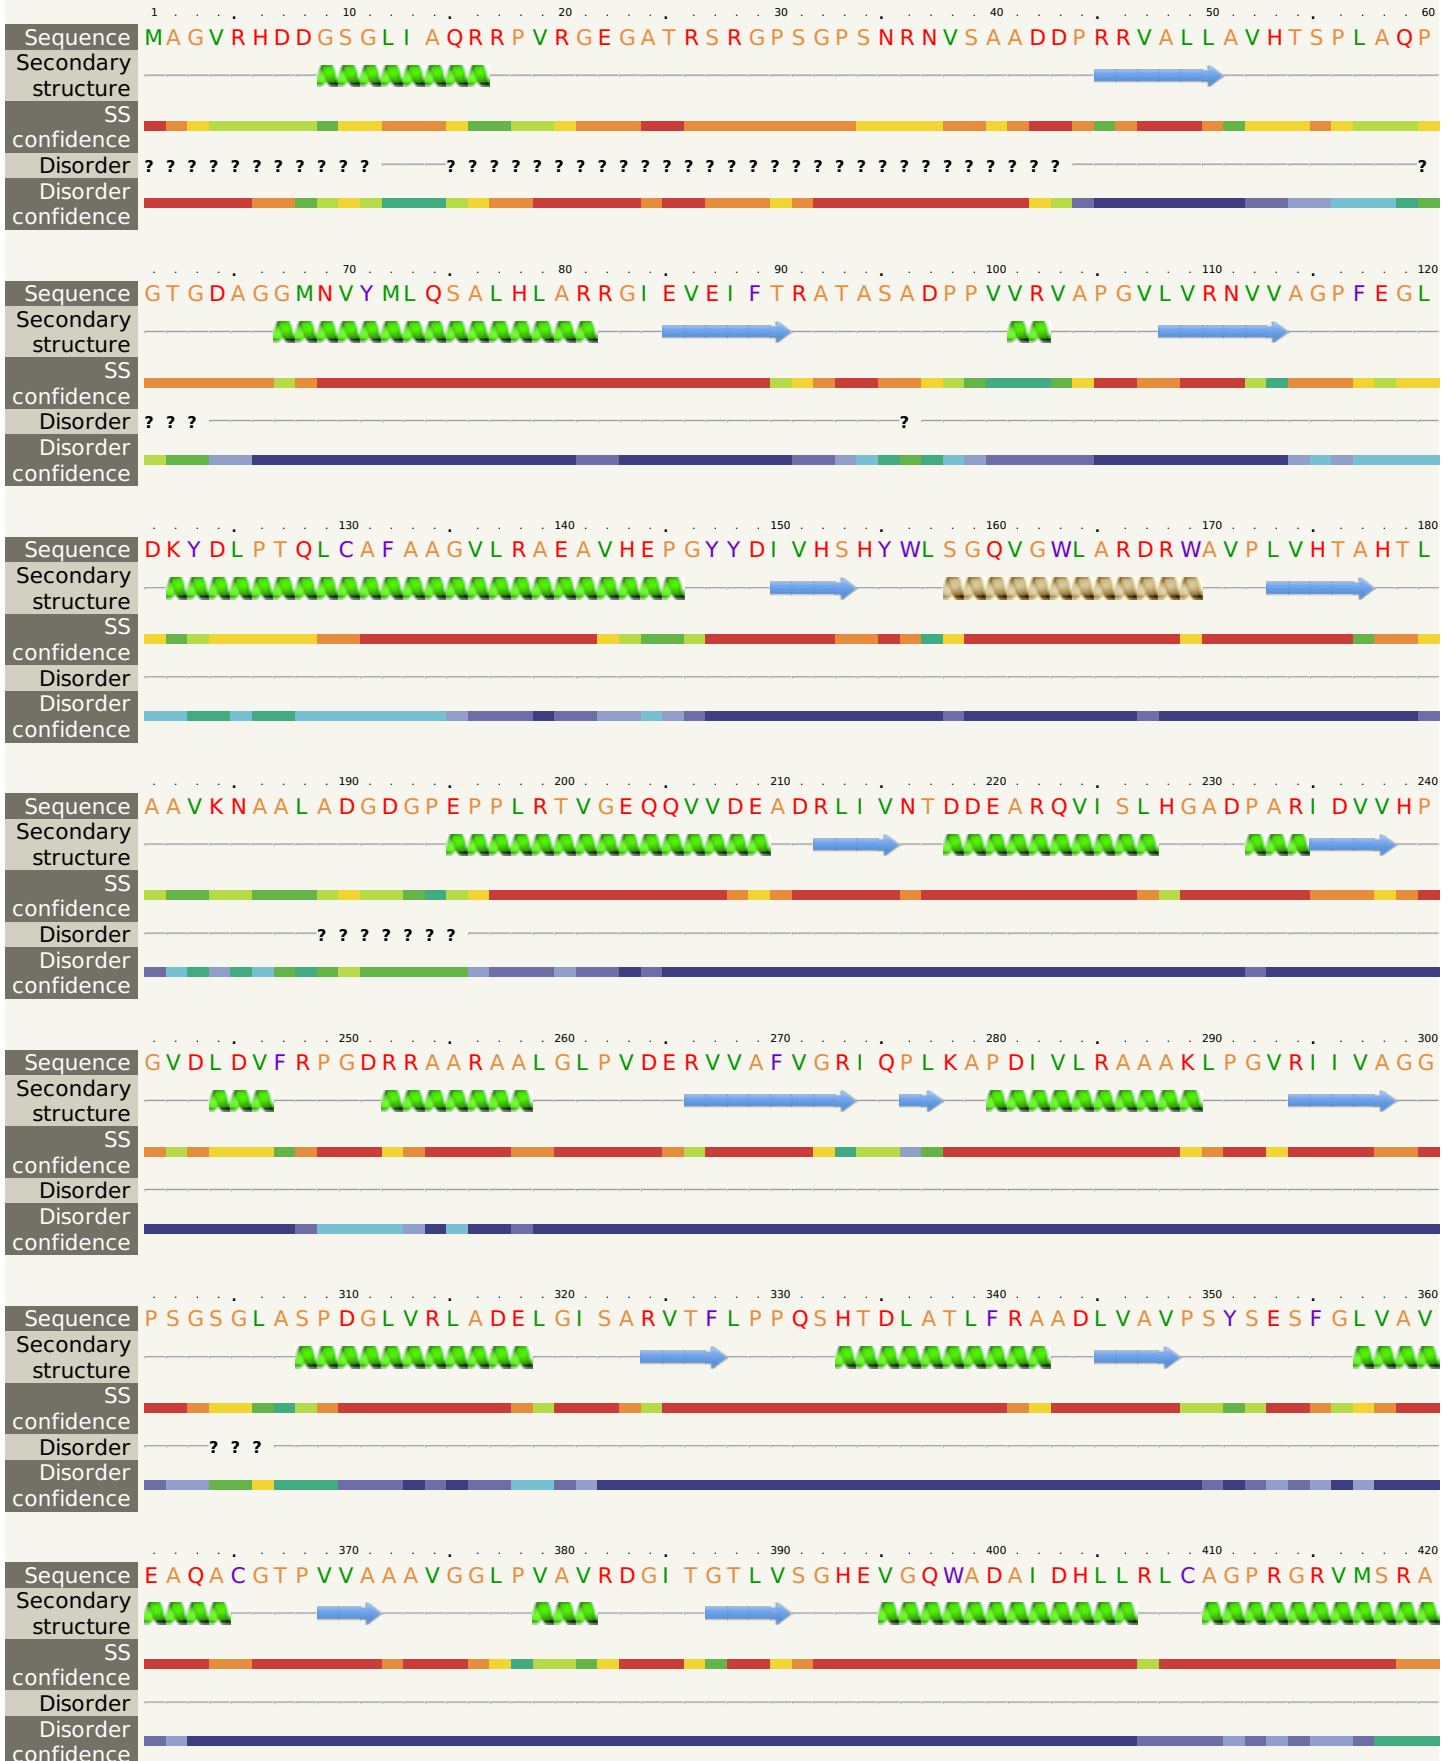 1 10 20 30 40 50 60
Sequence MAGVRHDDGSGLIAQRRPVRGEGATRSRGPSGPSNRNVSAADDPRRVALLAVHTSPLAQP
Secondary
structure
SS
confidence
Disorder ? ? ? ? ? ? ? ? ? ? ? ? ? ? ? ? ? ? ? ? ? ? ? ? ? ? ? ? ? ? ? ? ? ? ? ? ? ? ? ? ?
Disorder
confidence
70 80 90 100 110 120
Sequence GTGDAGGMNVYMLQSALHLARRGIEVEIFTRATASADPPVVRVAPGVLVRNVVAGPFEGL
Secondary
structure
SS
confidence
Disorder ? ? ? ?
Disorder
confidence
130 140 150 160 170 180
Sequence DKYDLPTQLCAFAAGVLRAEAVHEPGYYDIVHSHYWLSGQVGWLARDRWAVPLVHTAHTL
Secondary
structure
SS
confidence
Disorder
Disorder
confidence
190 200 210 220 230 240
Sequence AAVKNAALADGDGPEPPLRTVGEQQVVDEADRLIVNTDDEARQVISLHGADPARIDVVHP
Secondary
structure
SS
confidence
Disorder ? ? ? ? ? ? ?
Disorder
confidence
250 260 270 280 290 300
Sequence GVDLDVFRPGDRRAARAALGLPVDERVVAFVGRIQPLKAPDIVLRAAAKLPGVRIIVAGG
Secondary
structure
SS
confidence
Disorder
Disorder
confidence
310 320 330 340 350 360
Sequence PSGSGLASPDGLVRLADELGISARVTFLPPQSHTDLATLFRAADLVAVPSYSESFGLVAV
Secondary
structure
SS
confidence
Disorder ? ? ?
Disorder
confidence
370 380 390 400 410 420
Sequence EAQACGTPVVAAAVGGLPVAVRDGITGTLVSGHEVGQWADAIDHLLRLCAGPRGRVMSRA
Secondary
structure
SS
confidence
Disorder
Disorder
confidence